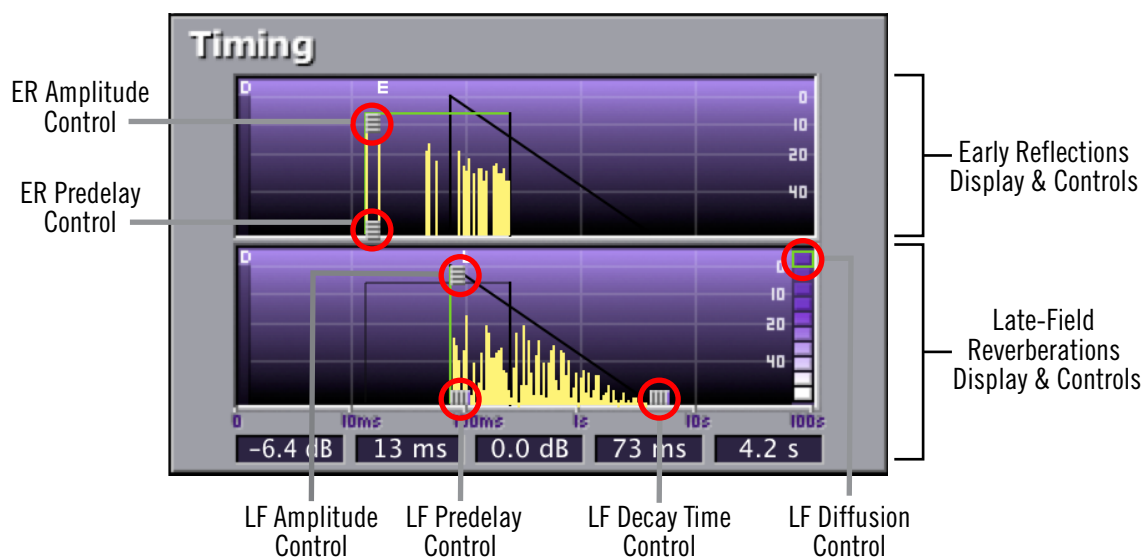 Timing
ER Amplitude
Control
ER Predelay
Control
D
E
0
10
20
40
Early Reflections
Display & Controls
D
L
0
10
20
40
Late-Field
Reverberations
Display & Controls
0
10ms
100ms
1s
10s
100s
-6.4 dB
13 ms
0.0 dB
73 ms
4.2 s
LF Amplitude
Control
LF Predelay
Control
LF Decay Time
Control
LF Diffusion
Control